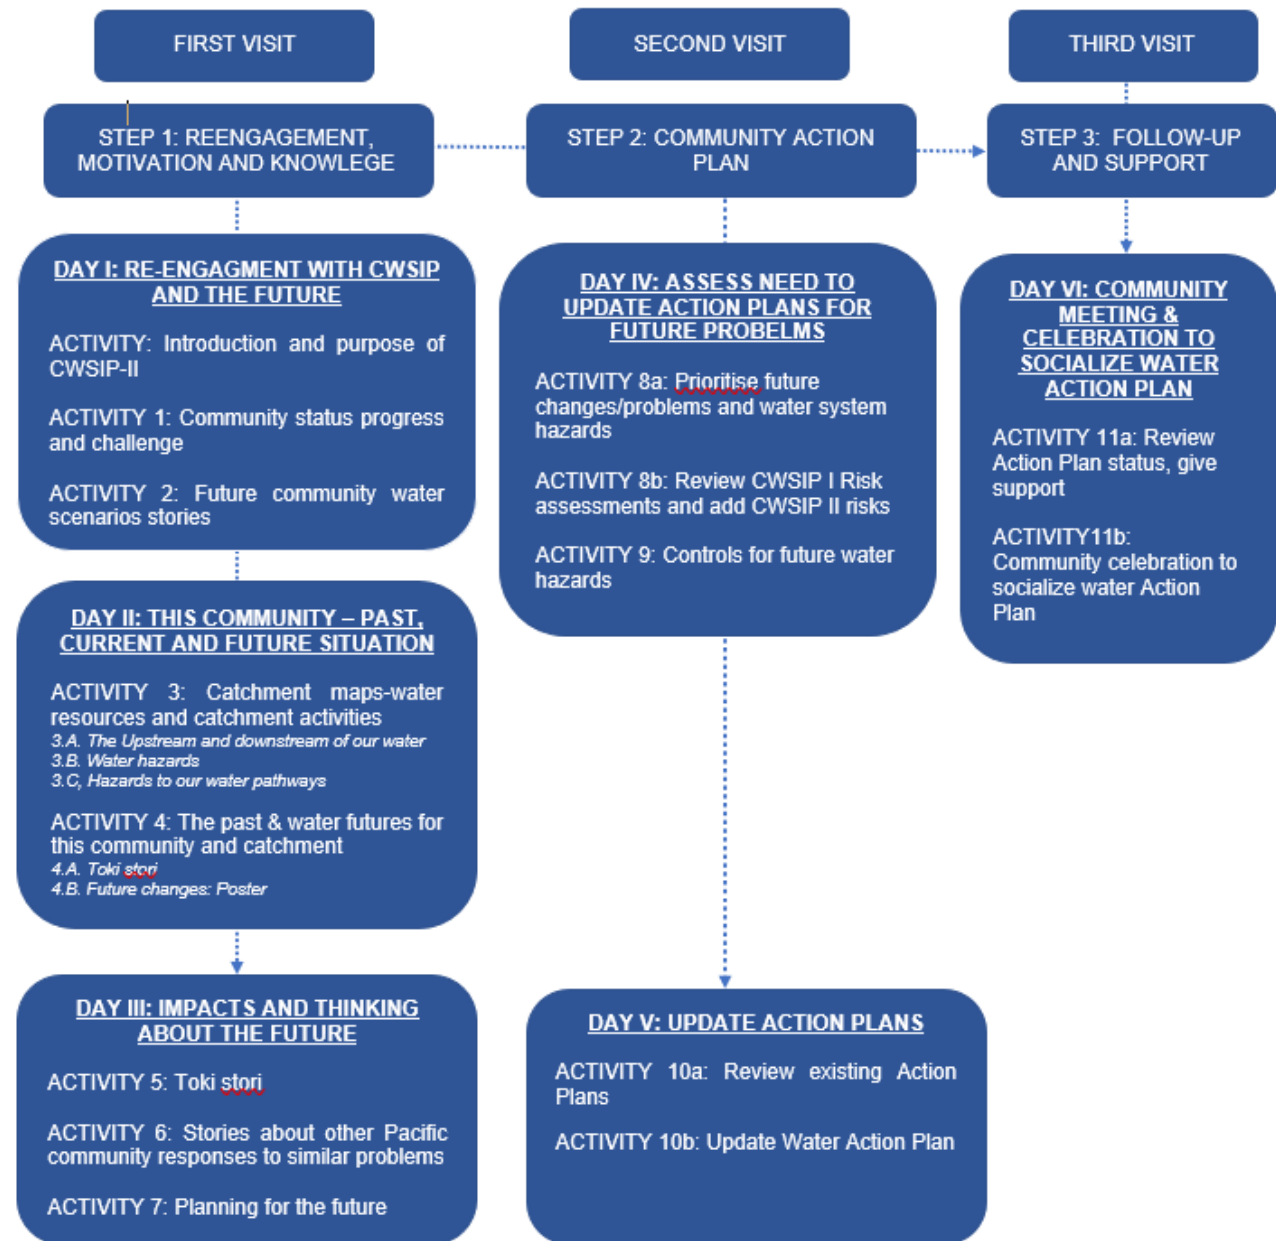 FIRST VISIT
SECOND VISIT
THIRD VISIT
STEP 1: REENGAGEMENT,
MOTIVATION AND KNOWLEGE
STEP 2: COMMUNITY ACTION
PLAN
STEP 3: FOLLOW-UP
AND SUPPORT
DAY I: RE-ENGAGMENT WITH CWSIP
AND THE FUTURE
ACTIVITY: Introduction and purpose of
CWSIP-II
ACTIVITY 1: Community status progress
and challenge
ACTIVITY 2: Future community water
scenarios stories
DAY II: THIS COMMUNITY – PAST,
CURRENT AND FUTURE SITUATION
ACTIVITY 3: Catchment maps-water
resources and catchment activities
3.A. The Upstream and downstream of our water
3.B. Water hazards
3.C, Hazards to our water pathways
ACTIVITY 4: The past & water futures for
this community and catchment
4.A. Toki stori
4.B. Future changes: Poster
DAY III: IMPACTS AND THINKING
ABOUT THE FUTURE
ACTIVITY 5: Toki stori
ACTIVITY 6: Stories about other Pacific
community responses to similar problems
ACTIVITY 7: Planning for the future
DAY IV: ASSESS NEED TO
UPDATE ACTION PLANS FOR
FUTURE PROBELMS
ACTIVITY 8a: Prioritise future
changes/problems and water system
hazards
ACTIVITY 8b: Review CWSIP I Risk
assessments and add CWSIP II risks
ACTIVITY 9: Controls for future water
hazards
DAY V: UPDATE ACTION PLANS
ACTIVITY 10a: Review existing Action
Plans
ACTIVITY 10b: Update Water Action Plan
DAY VI: COMMUNITY
MEETING &
CELEBRATION TO
SOCIALIZE WATER
ACTION PLAN
ACTIVITY 11a: Review
Action Plan status, give
support
ACTIVITY11b:
Community celebration to
socialize water Action
Plan